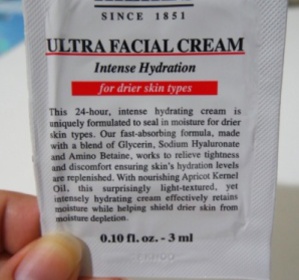 SINCE 1851
ULTRA FACIAL CREAM
Intense Hydration
for drier skin types
This 24-hour, intense hydrating cream is
uniquely formulated to seal in moisture for drier
skin types. Our fast-absorbing formula, made
with a blend of Glycerin, Sodium Hyaluronate
and Amino Betaine, works to relieve tightness
and discomfort ensuring skin's hydration levels
are replenished. With nourishing Apricot Kernel
Oil, this surprisingly light-textured, yet
intensely hydrating cream effectively retains
moisture while helping shield drier skin from
moisture depletion.
0.10 fl. oz. - 3 ml